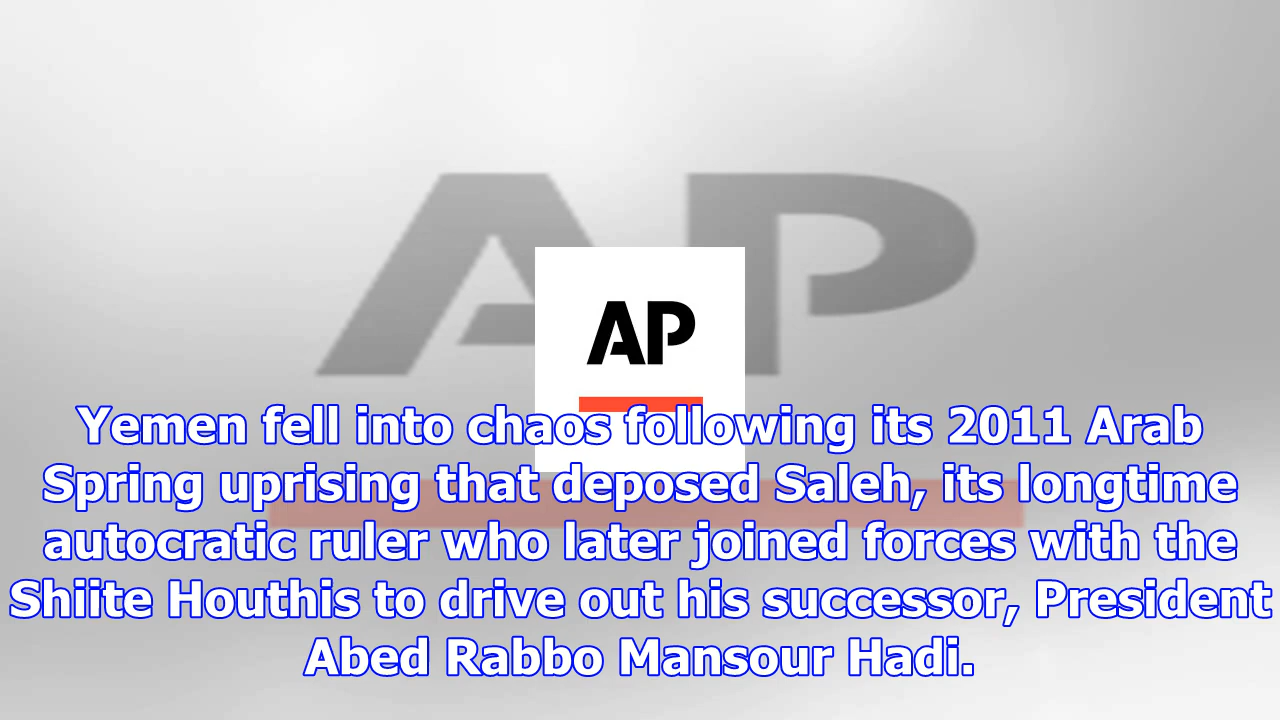 AP
AP
Yemen fell into chaos following its 2011 Arab
Spring uprising that deposed Saleh, its longtime
autocratic ruler who later joined forces with the
Shiite Houthis to drive out his successor, President
Abed Rabbo Mansour Hadi.